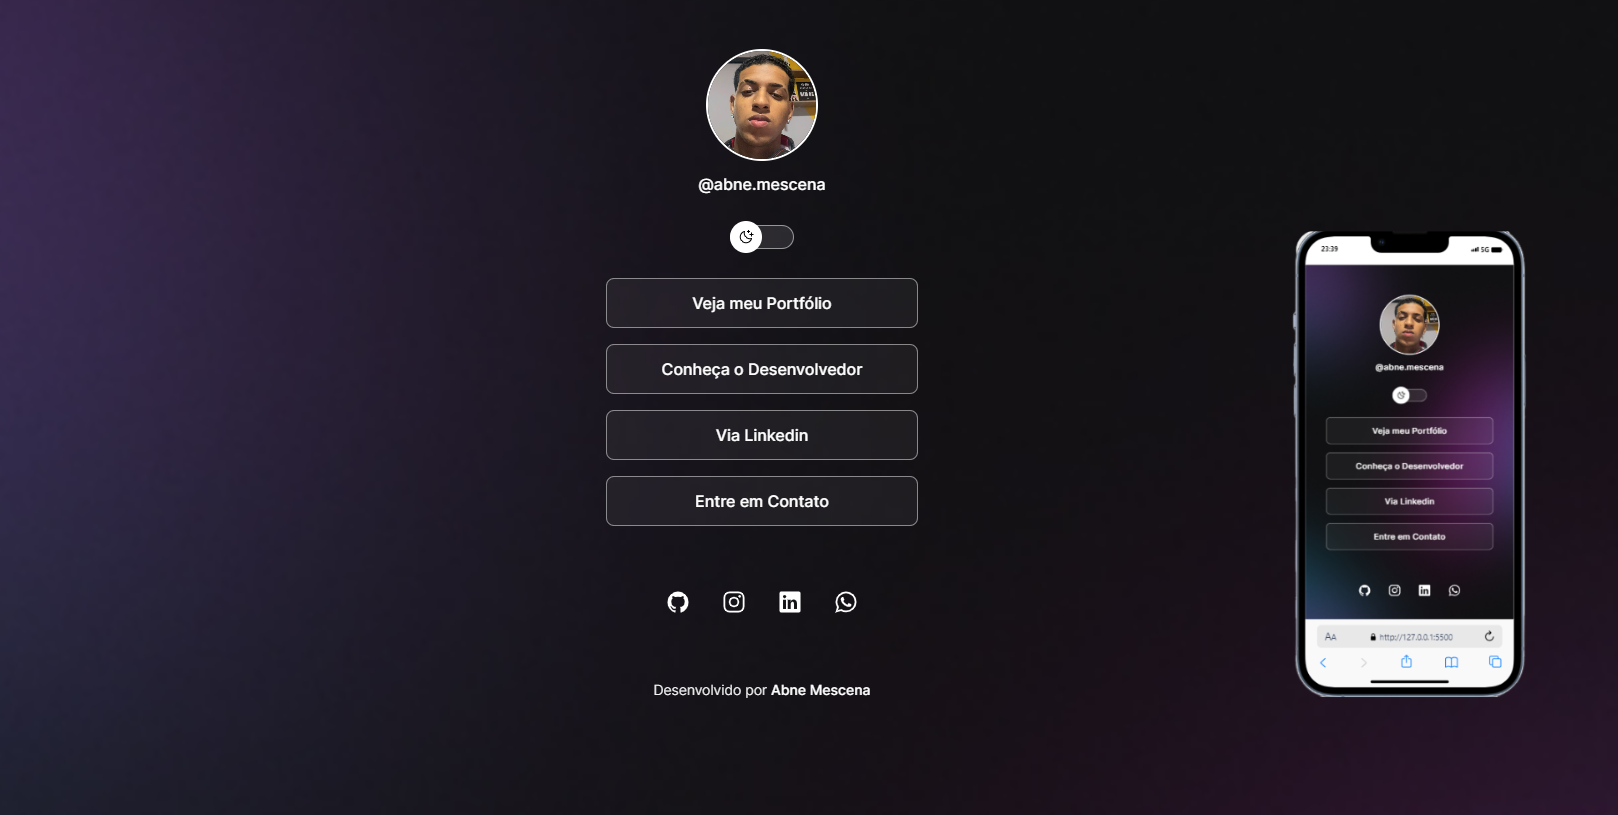 @abne.mescena
Veja meu Portfólio
Conheça o Desenvolvedor
Via Linkedin
Entre em Contato
in
Desenvolvido por Abne Mescena
23:39
5G
@abne.mescena
Veja meu Portfólio
Conheça o Desenvolvedor
Via Linkedin
Entre em Contato
in
AA http://127.0.0.1:5500